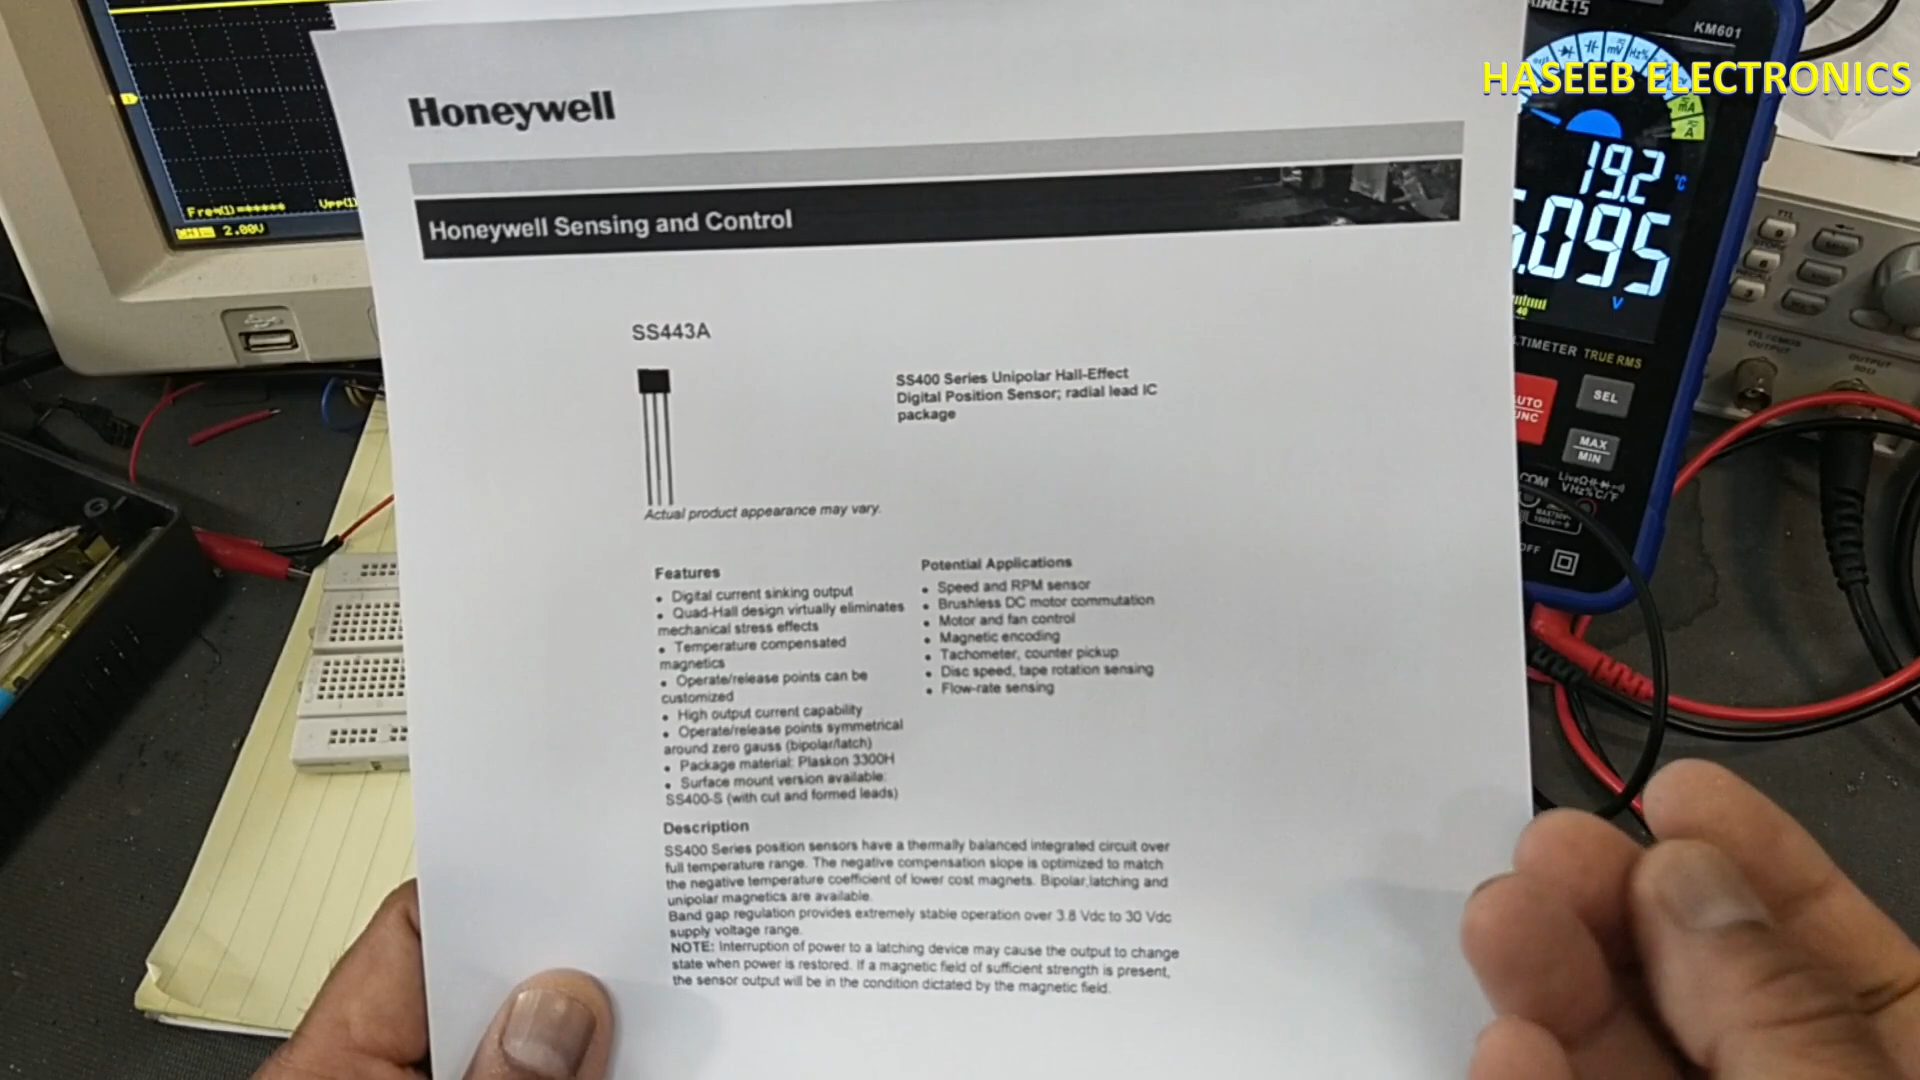 HASEEB ELECTRONICS
KM601
Honeywell
Honeywell Sensing and Control
SS443A
SS400 Series Unipolar Hall-Effect
Digital Position Sensor; radial lead IC
package
Actual product appearance may vary.
Features
• Digital current sinking output
• Quad-Hall design virtually eliminates
mechanical stress effects
• Temperature compensated
magnetics
• Operate/release points can be
customized
• High output current capability
• Operate/release points symmetrical
around zero gauss (bipolar/latch)
• Package material: Plaskon 3300H
• Surface mount version available:
SS400-S (with cut and formed leads)
Potential Applications
• Speed and RPM sensor
• Brushless DC motor commutation
• Motor and fan control
• Magnetic encoding
• Tachometer, counter pickup
• Disc speed, tape rotation sensing
• Flow-rate sensing
Description
SS400 Series position sensors have a thermally balanced integrated circuit over
full temperature range. The negative compensation slope is optimized to match
the negative temperature coefficient of lower cost magnets. Bipolar,latching and
unipolar magnetics are available.
Band gap regulation provides extremely stable operation over 3.8 Vdc to 30 Vdc
supply voltage range.
NOTE: Interruption of power to a latching device may cause the output to change
state when power is restored. If a magnetic field of sufficient strength is present,
the sensor output will be in the condition dictated by the magnetic field.
Freq(1)=*****
2.00V
mV
Hz%
mA
A
19.2 °C
.095
V
40
TRUE RMS
SEL
MAX
MIN
COM
OUTPUT